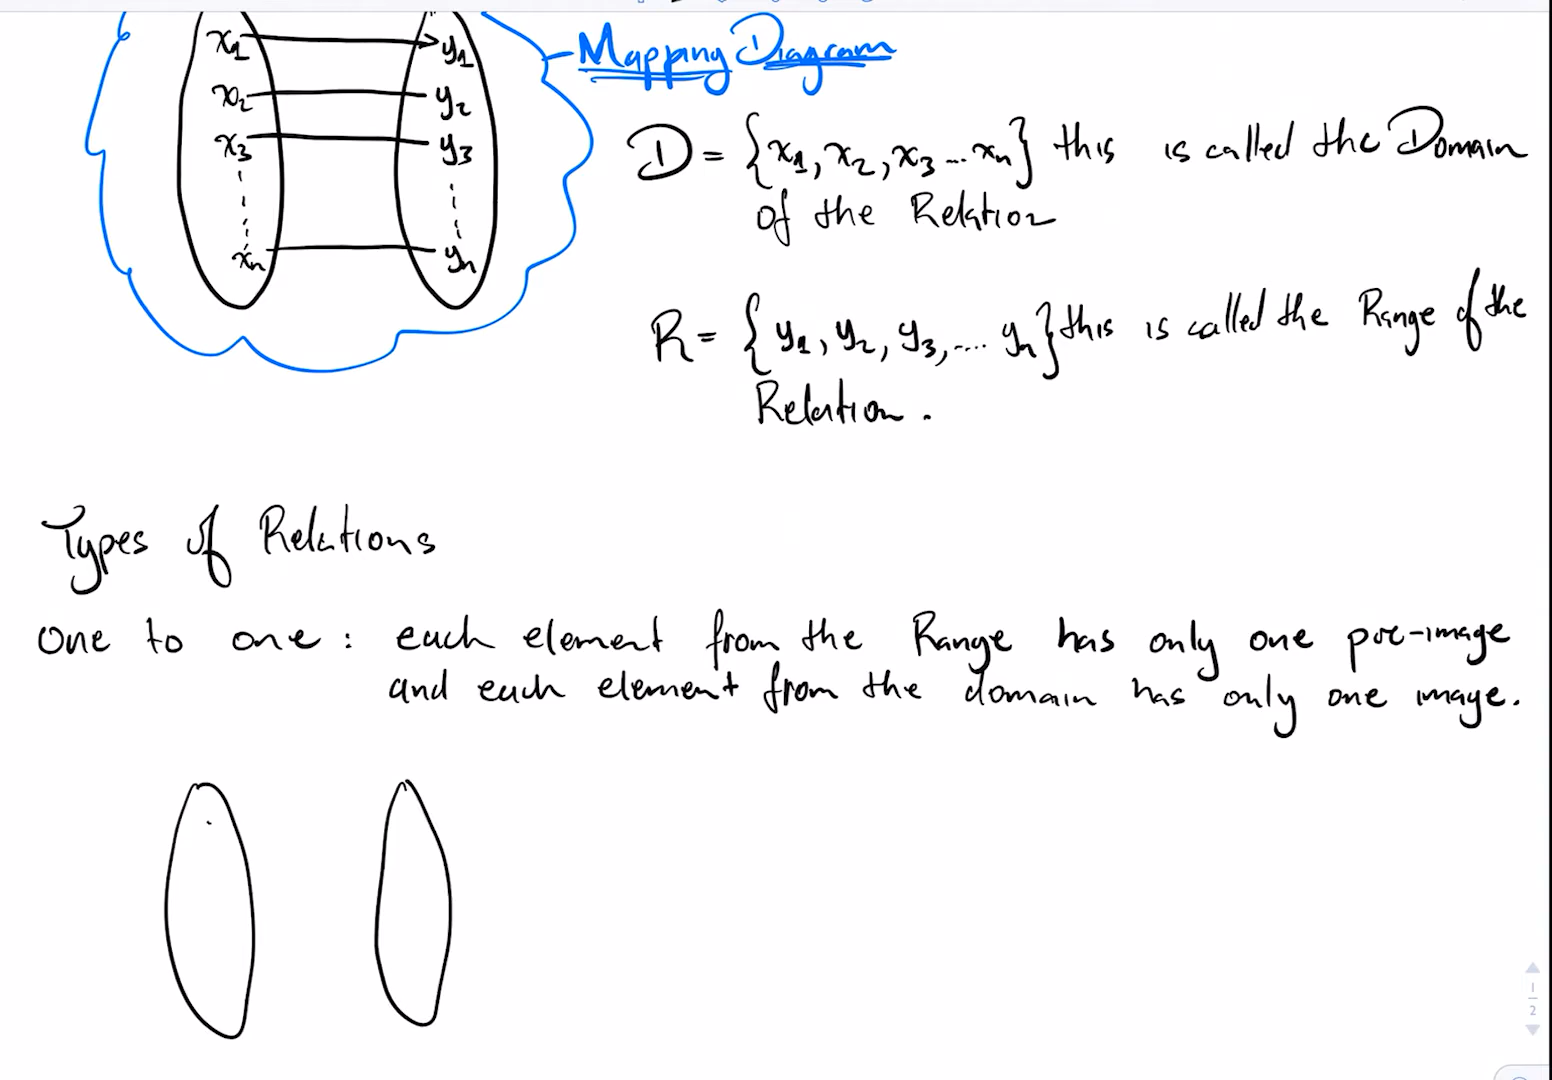 x1 y1 Mapping Diagram
x2 y2
x3 y3
xn yn
D = {x1, x2, x3 ... xn} this is called the Domain
of the Relation
R = {y1, y2, y3, .... yn} this is called the Range of the
Relation.
Types of Relations
One to one : each element from the Range has only one pre-image
and each element from the domain has only one image.
1
2